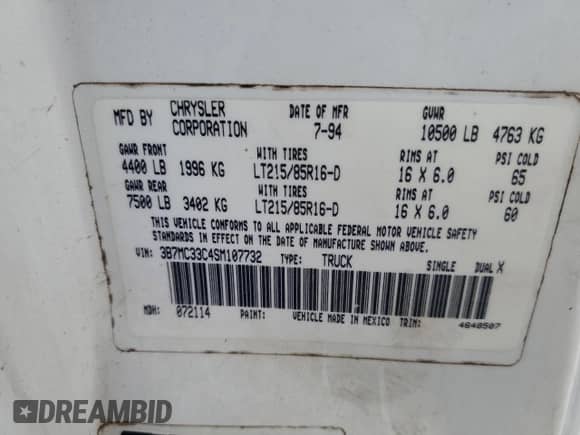 MFD BY CHRYSLER CORPORATION DATE OF MFR 7-94 GVWR 10500 LB 4763 KG
GAWR FRONT WITH TIRES RIMS AT PSI COLD
4400 LB 1996 KG LT215/85R16-D 16 X 6.0 65
GAWR REAR WITH TIRES RIMS AT PSI COLD
7500 LB 3402 KG LT215/85R16-D 16 X 6.0 60
THIS VEHICLE CONFORMS TO ALL APPLICABLE FEDERAL MOTOR VEHICLE SAFETY
STANDARDS IN EFFECT ON THE DATE OF MANUFACTURE SHOWN ABOVE.
VIN: 3B7MC33C4SM107732 TYPE: TRUCK SINGLE DUAL X
MDH: 072114 PAINT: VEHICLE MADE IN MEXICO TRIM: 4648507
DREAMBID